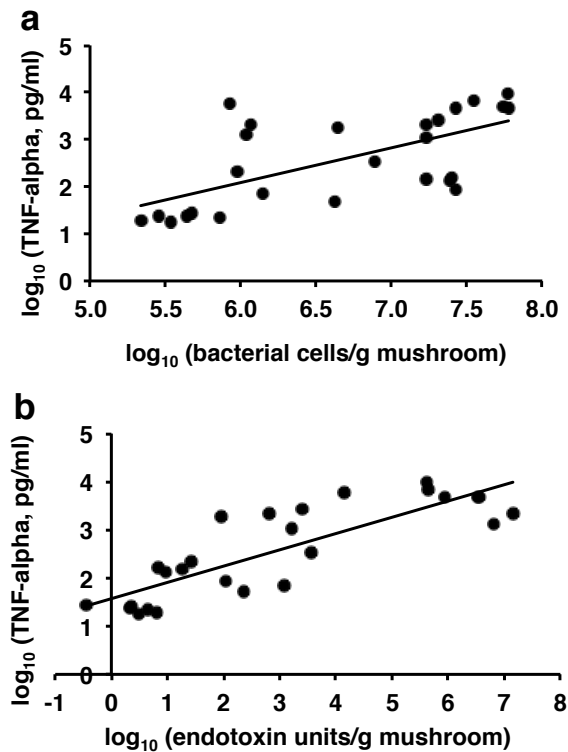 a
5
4
3
2
1
0
log₁₀ (TNF-alpha, pg/ml)
5.0 5.5 6.0 6.5 7.0 7.5 8.0
log₁₀ (bacterial cells/g mushroom)
b
5
4
3
2
1
0
log₁₀ (TNF-alpha, pg/ml)
-1 0 1 2 3 4 5 6 7 8
log₁₀ (endotoxin units/g mushroom)